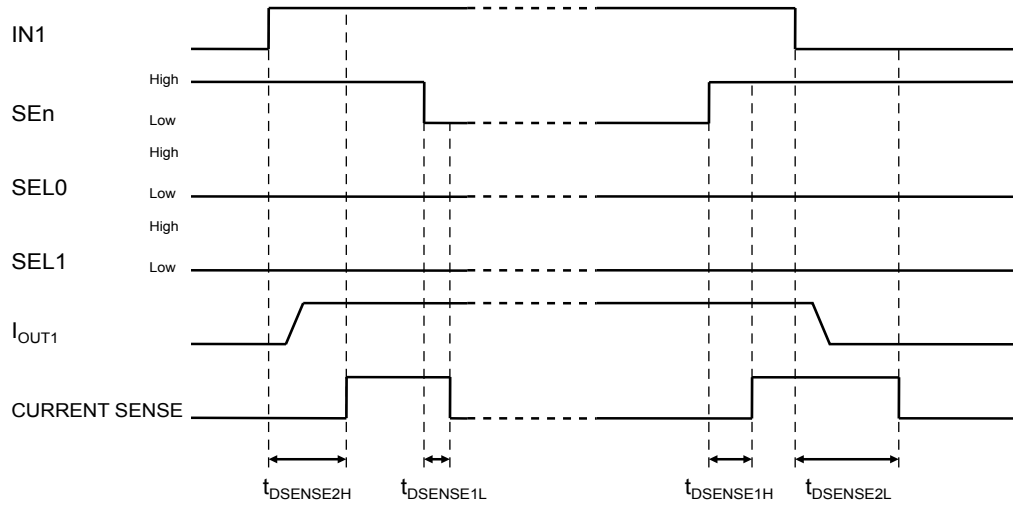 IN1
High
SEn
Low
High
SEL0
Low
High
SEL1
Low
IOUT1
CURRENT SENSE
tDSENSE2H
tDSENSE1L
tDSENSE1H
tDSENSE2L